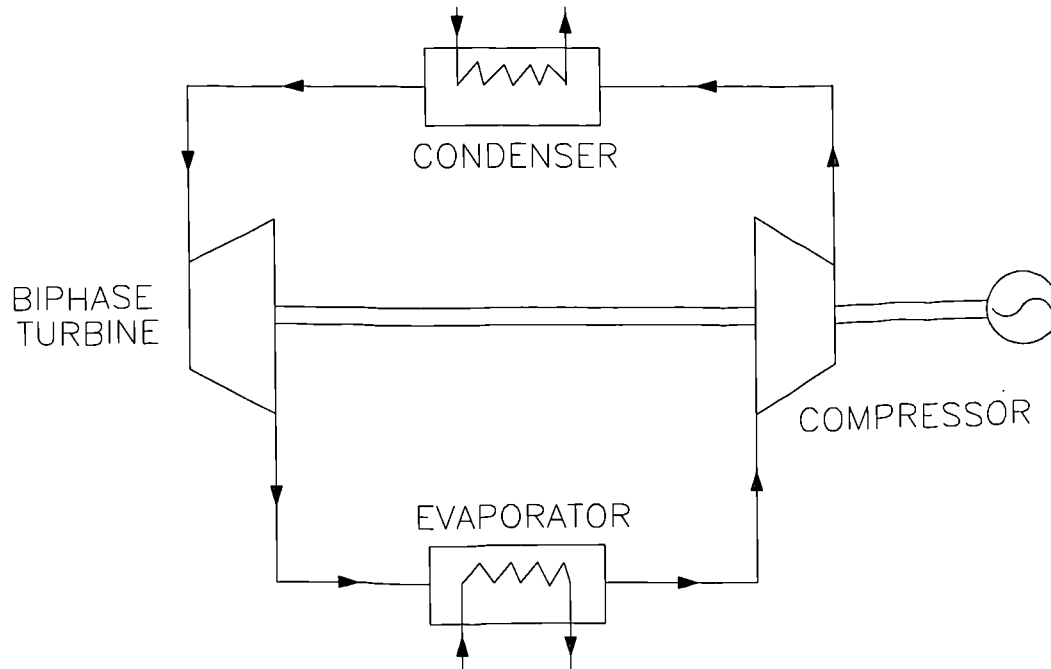 CONDENSER
BIPHASE
TURBINE
COMPRESSOR
EVAPORATOR